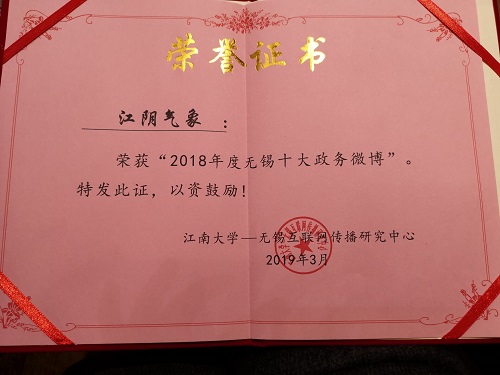 荣誉证书
江阴气象：
荣获“2018年度无锡十大政务微博”。
特发此证，以资鼓励！
江南大学—无锡互联网传播研究中心
2019年3月